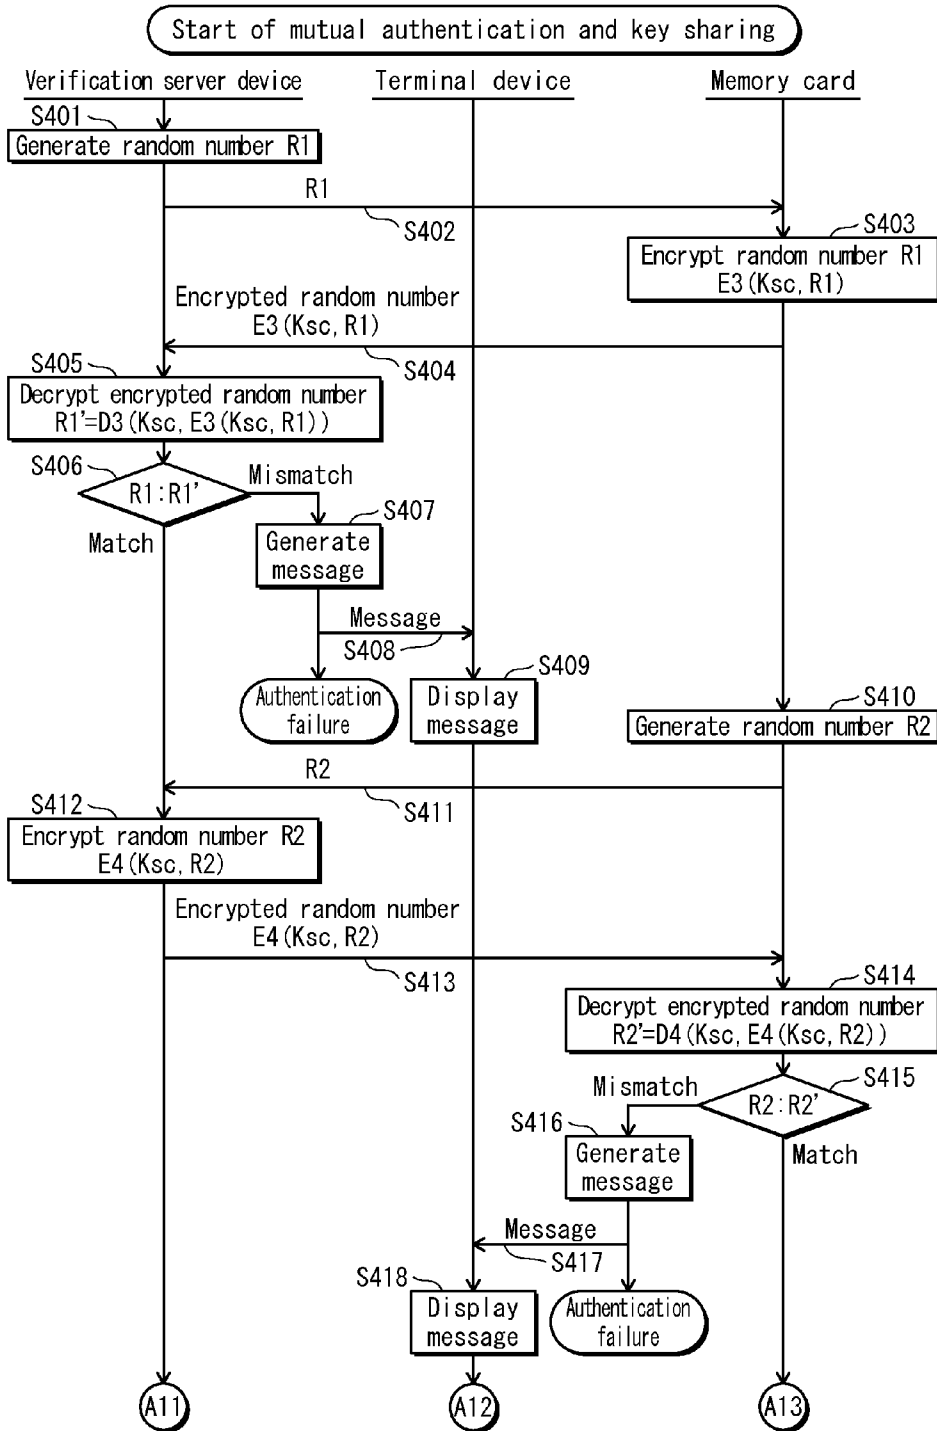 Start of mutual authentication and key sharing
Verification server device
Terminal device
Memory card
S401
Generate random number R1
R1
S402
S403
Encrypt random number R1
E3(Ksc, R1)
Encrypted random number
E3(Ksc, R1)
S404
S405
Decrypt encrypted random number
R1'=D3(Ksc, E3(Ksc, R1))
S406
R1:R1'
Mismatch
Match
S407
Generate
message
Message
S408
Authentication
failure
S409
Display
message
S410
Generate random number R2
R2
S411
S412
Encrypt random number R2
E4(Ksc, R2)
Encrypted random number
E4(Ksc, R2)
S413
S414
Decrypt encrypted random number
R2'=D4(Ksc, E4(Ksc, R2))
S415
R2:R2'
Mismatch
Match
S416
Generate
message
Message
S417
S418
Display
message
Authentication
failure
A11
A12
A13